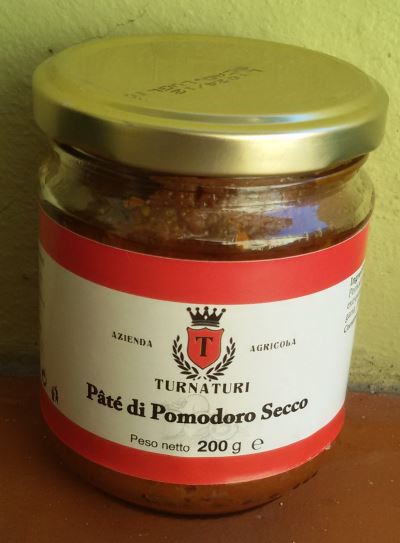 AZIENDA AGRICOLA
T
TURNATURI
Pâté di Pomodoro Secco
Peso netto 200 g e